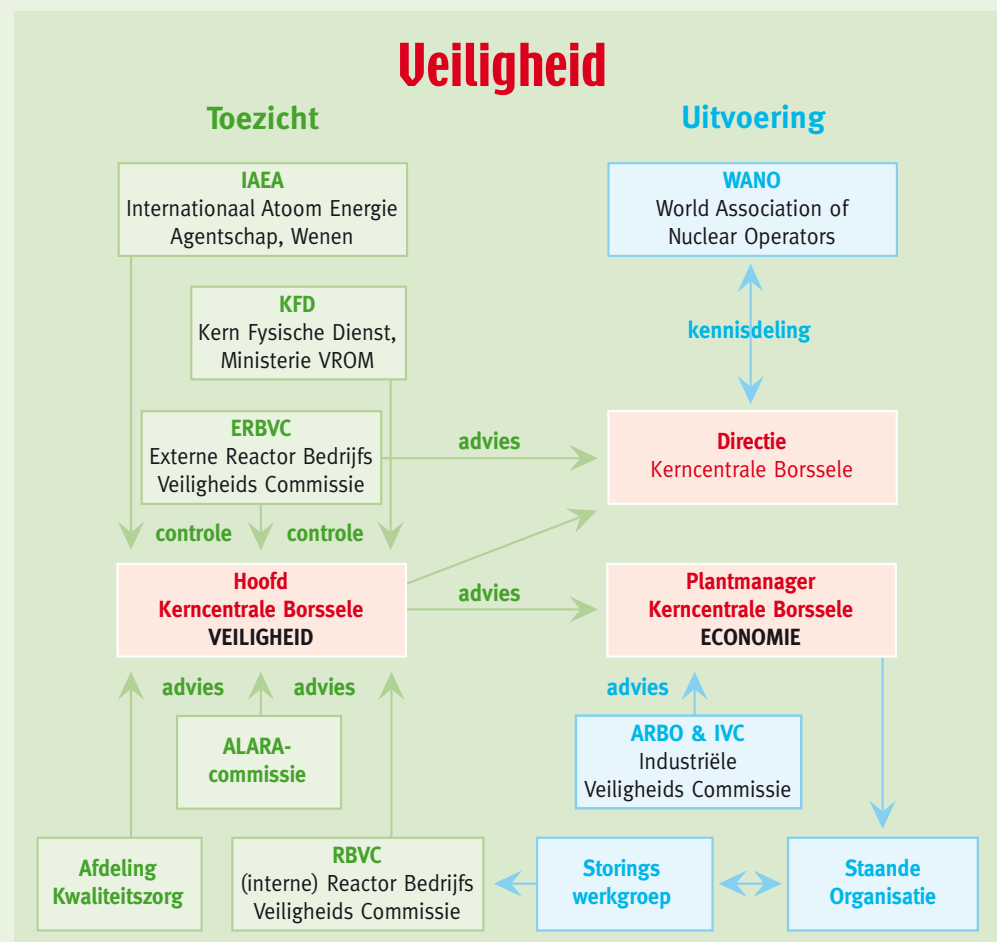 Veiligheid
Toezicht
Uitvoering
IAEA
Internationaal Atoom Energie
Agentschap, Wenen
WANO
World Association of
Nuclear Operators
KFD
Kern Fysische Dienst,
Ministerie VROM
kennisdeling
ERBVC
Externe Reactor Bedrijfs
Veiligheids Commissie
advies
Directie
Kerncentrale Borssele
controle
controle
Hoofd
Kerncentrale Borssele
VEILIGHEID
advies
Plantmanager
Kerncentrale Borssele
ECONOMIE
advies
advies
advies
ALARA-
commissie
ARBO & IVC
Industriële
Veiligheids Commissie
Afdeling
Kwaliteitszorg
RBVC
(interne) Reactor Bedrijfs
Veiligheids Commissie
Storings
werkgroep
Staande
Organisatie